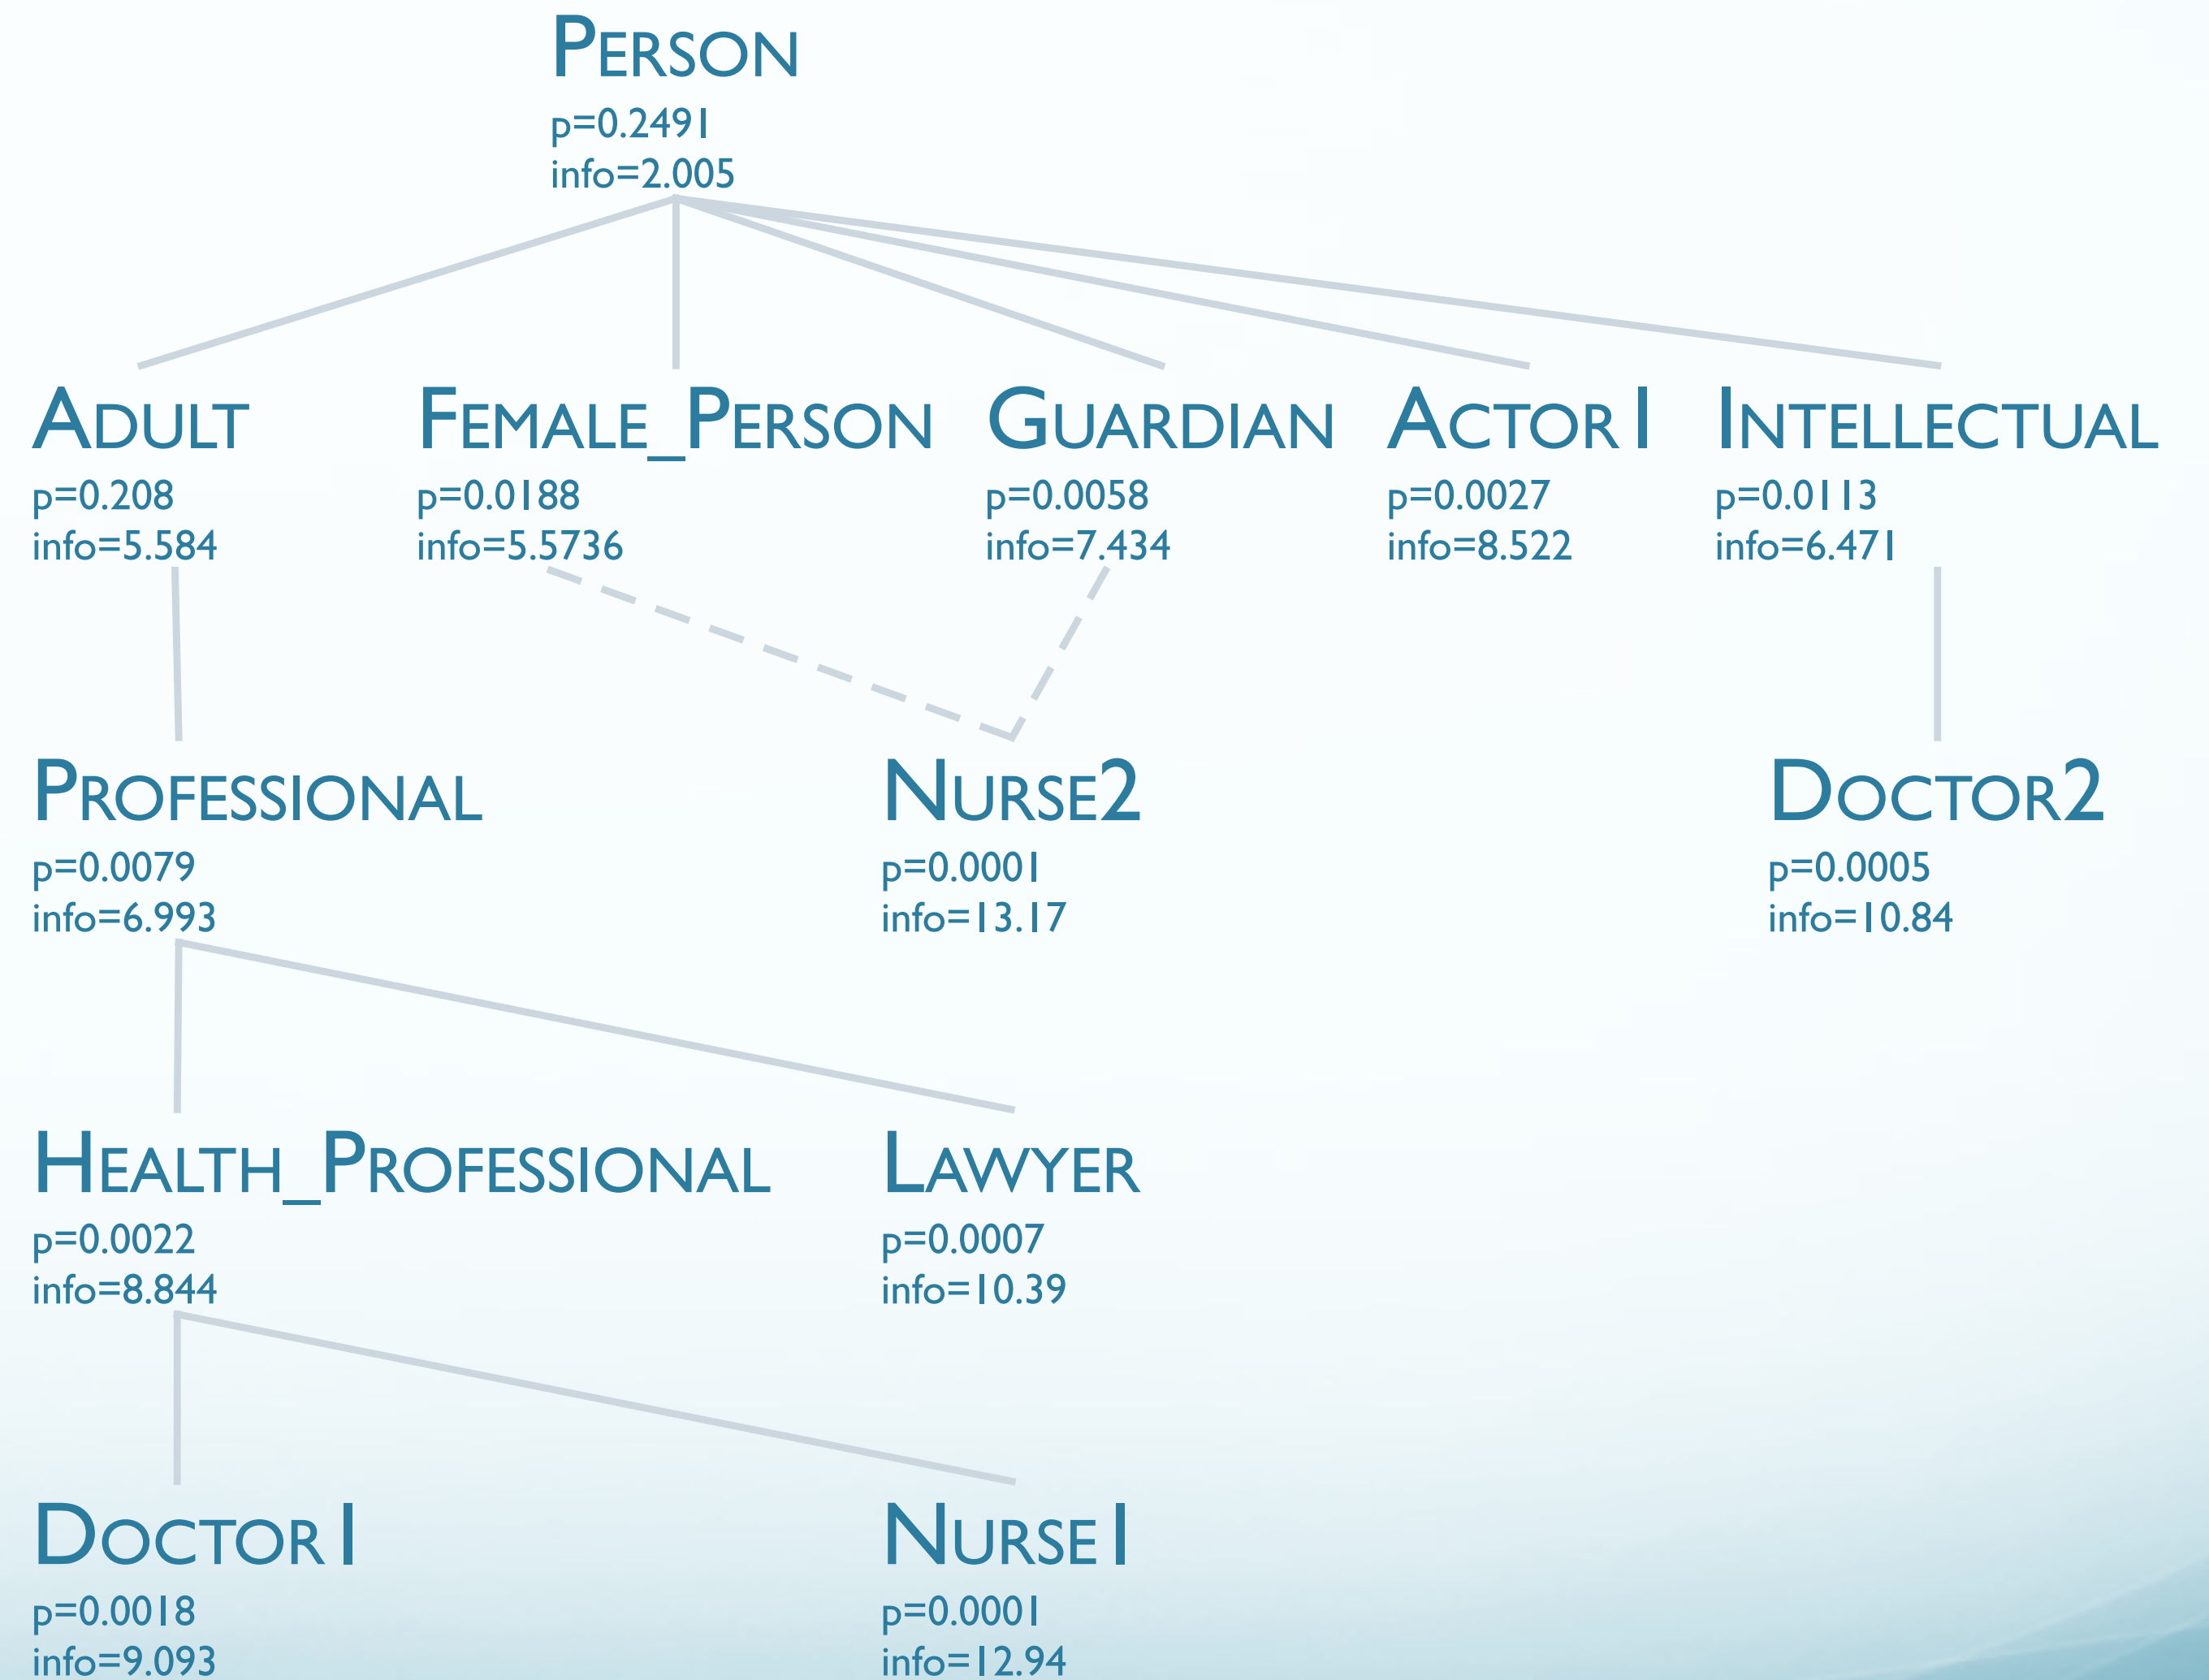 PERSON
p=0.2491
info=2.005
ADULT FEMALE_PERSON GUARDIAN ACTOR1 INTELLECTUAL
p=0.208 p=0.0188 p=0.0058 p=0.0027 p=0.0113
info=5.584 info=5.5736 info=7.434 info=8.522 info=6.471
PROFESSIONAL NURSE2 DOCTOR2
p=0.0079 p=0.0001 p=0.0005
info=6.993 info=13.17 info=10.84
HEALTH_PROFESSIONAL LAWYER
p=0.0022 p=0.0007
info=8.844 info=10.39
DOCTOR1 NURSE1
p=0.0018 p=0.0001
info=9.093 info=12.94